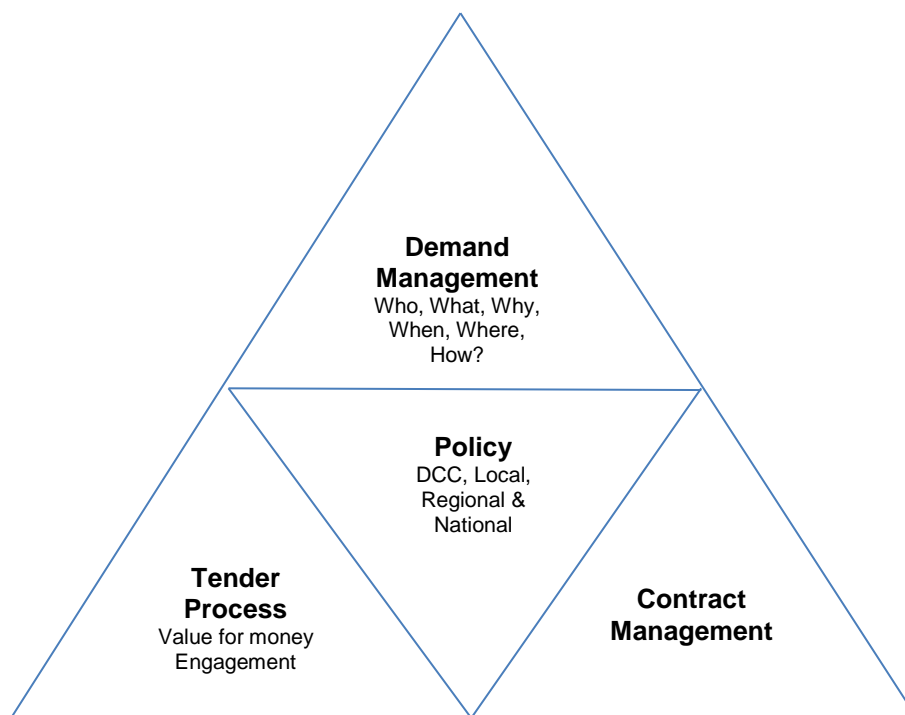 Demand
Management
Who, What, Why,
When, Where,
How?
Policy
DCC, Local,
Regional &
National
Tender
Process
Value for money
Engagement
Contract
Management